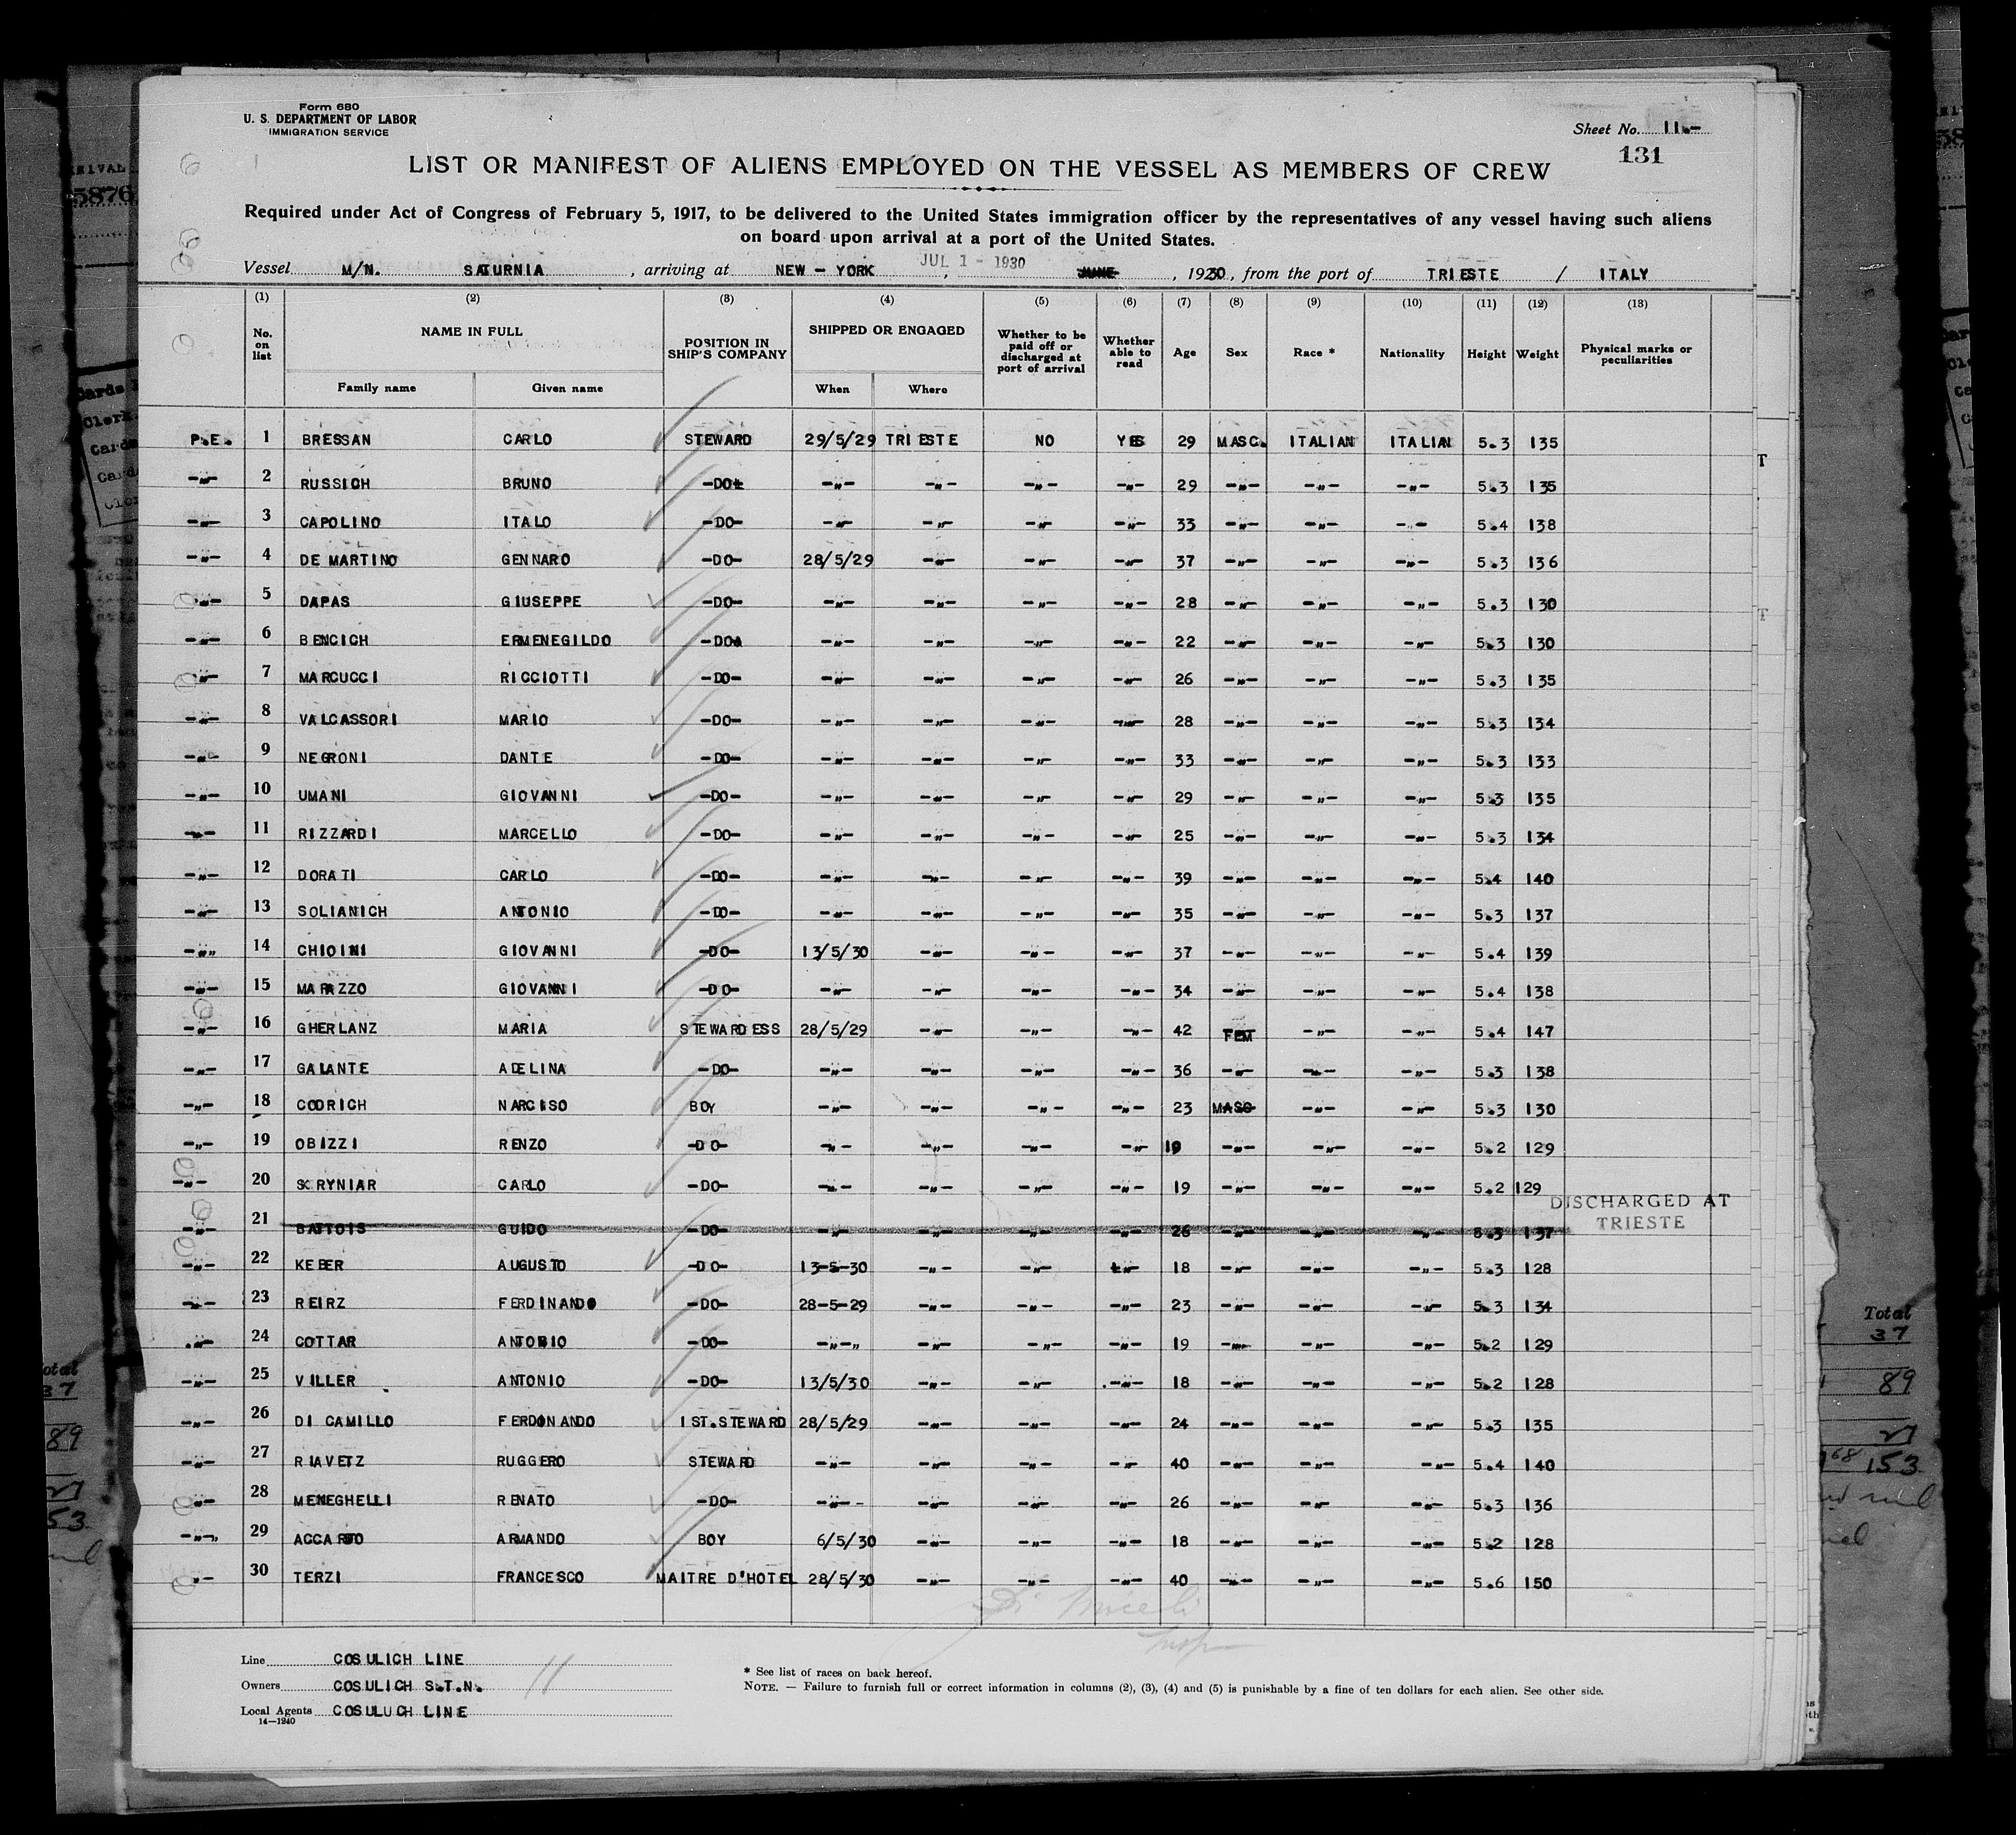 Form 680
U. S. DEPARTMENT OF LABOR
IMMIGRATION SERVICE
Sheet No. 11.-
131
LIST OR MANIFEST OF ALIENS EMPLOYED ON THE VESSEL AS MEMBERS OF CREW
Required under Act of Congress of February 5, 1917, to be delivered to the United States immigration officer by the representatives of any vessel having such aliens
on board upon arrival at a port of the United States.
Vessel M/N. SATURNIA, arriving at NEW - YORK JUL 1 - 1930, JUNE, 1930, from the port of TRIESTE / ITALY
(1) (2) (3) (4) (5) (6) (7) (8) (9) (10) (11) (12) (13)
No. on list NAME IN FULL Family name Given name POSITION IN SHIP'S COMPANY SHIPPED OR ENGAGED When Where Whether to be paid off or discharged at port of arrival Whether able to read Age Sex Race * Nationality Height Weight Physical marks or peculiarities
P.E. 1 BRESSAN CARLO STEWARD 29/5/29 TRIESTE NO YES 29 MASC. ITALIAN ITALIAN 5.3 135
-"- 2 RUSSICH BRUNO -DO- -"- -"- -"- -"- 29 -"- -"- -"- 5.3 135
-"- 3 CAPOLINO ITALO -DO- -"- -"- -"- -"- 33 -"- -"- -"- 5.4 138
-"- 4 DE MARTINO GENNARO -DO- 28/5/29 -"- -"- -"- 37 -"- -"- -"- 5.3 136
-"- 5 DAPAS GIUSEPPE -DO- -"- -"- -"- -"- 28 -"- -"- -"- 5.3 130
-"- 6 BENCICH ERMENEGILDO -DO- -"- -"- -"- -"- 22 -"- -"- -"- 5.3 130
-"- 7 MARCUCCI RICCIOTTI -DO- -"- -"- -"- -"- 26 -"- -"- -"- 5.3 135
-"- 8 VALCASSORI MARIO -DO- -"- -"- -"- -"- 28 -"- -"- -"- 5.3 134
-"- 9 NEGRONI DANTE -DO- -"- -"- -"- -"- 33 -"- -"- -"- 5.3 133
-"- 10 UMANI GIOVANNI -DO- -"- -"- -"- -"- 29 -"- -"- -"- 5.3 135
-"- 11 RIZZARDI MARCELLO -DO- -"- -"- -"- -"- 25 -"- -"- -"- 5.3 134
-"- 12 DORATI CARLO -DO- -"- -"- -"- -"- 39 -"- -"- -"- 5.4 140
-"- 13 SOLIANICH ANTONIO -DO- -"- -"- -"- -"- 35 -"- -"- -"- 5.3 137
-"- 14 CHIOINI GIOVANNI -DO- 13/5/30 -"- -"- -"- 37 -"- -"- -"- 5.4 139
-"- 15 MARAZZO GIOVANNI -DO- -"- -"- -"- -"- 34 -"- -"- -"- 5.4 138
-"- 16 GHERLANZ MARIA STEWARDESS 28/5/29 -"- -"- -"- 42 FEM -"- -"- 5.4 147
-"- 17 GALANTE ADELINA -DO- -"- -"- -"- -"- 36 -"- -"- -"- 5.3 138
-"- 18 CODRICH NARCISO BOY -"- -"- -"- -"- 23 MASC -"- -"- 5.3 130
-"- 19 OBIZZI RENZO -DO- -"- -"- -"- -"- 19 -"- -"- -"- 5.2 129
-"- 20 SCRYNIAR CARLO -DO- -"- -"- -"- -"- 19 -"- -"- -"- 5.2 129
DISCHARGED AT
TRIESTE
-"- 21 BATTOIS GUIDO -DO- -"- -"- -"- -"- 26 -"- -"- -"- 5.3 137
-"- 22 KEBER AUGUSTO -DO- 13-5-30 -"- -"- -"- 18 -"- -"- -"- 5.3 128
-"- 23 REIRZ FERDINANDO -DO- 28-5-29 -"- -"- -"- 23 -"- -"- -"- 5.3 134
-"- 24 COTTAR ANTOBIO -DO- -"-" -"- -"- -"- 19 -"- -"- -"- 5.2 129
-"- 25 VILLER ANTONIO -DO- 13/5/30 -"- -"- -"- 18 -"- -"- -"- 5.2 128
-"- 26 DI CAMILLO FERDONANDO 1ST.STEWARD 28/5/29 -"- -"- -"- 24 -"- -"- -"- 5.3 135
-"- 27 RIAVETZ RUGGERO STEWARD -"- -"- -"- -"- 40 -"- -"- -"- 5.4 140
-"- 28 MENEGHELLI RENATO -DO- -"- -"- -"- -"- 26 -"- -"- -"- 5.3 136
-"- 29 ACCARTO ARMANDO BOY 6/5/30 -"- -"- -"- 18 -"- -"- -"- 5.2 128
"- 30 TERZI FRANCESCO MAITRE D'HOTEL 28/5/30 -"- -"- -"- 40 -"- -"- -"- 5.6 150
Line COSULICH LINE
Owners COSULICH S.T.N. 11
Local Agents COSULUCH LINE
14-1240
* See list of races on back hereof.
NOTE. — Failure to furnish full or correct information in columns (2), (3), (4) and (5) is punishable by a fine of ten dollars for each alien. See other side.
Total
37
89
153